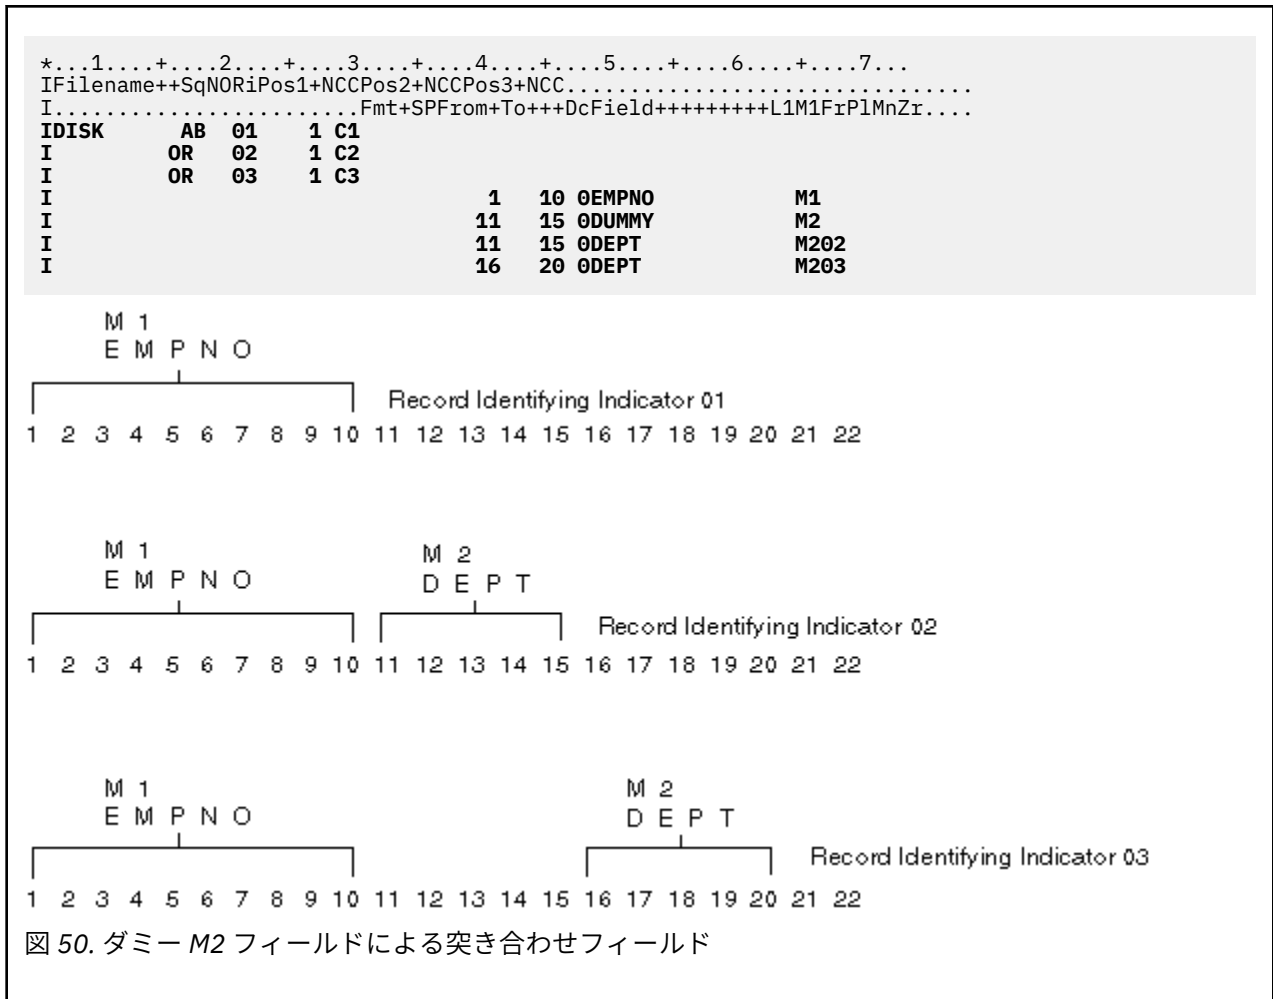 *...1....+....2....+....3....+....4....+....5....+....6....+....7...
IFilename++SqNORiPos1+NCCPos2+NCCPos3+NCC................................
I........................Fmt+SPFrom+To+++DcField+++++++++L1M1FrPlMnZr....
IDISK      AB  01    1 C1
I         OR   02    1 C2
I         OR   03    1 C3
I                                  1   10 0EMPNO           M1
I                                 11   15 0DUMMY           M2
I                                 11   15 0DEPT            M202
I                                 16   20 0DEPT            M203
M 1
E M P N O
Record Identifying Indicator 01
1 2 3 4 5 6 7 8 9 10 11 12 13 14 15 16 17 18 19 20 21 22
M 1 M 2
E M P N O D E P T
Record Identifying Indicator 02
1 2 3 4 5 6 7 8 9 10 11 12 13 14 15 16 17 18 19 20 21 22
M 1 M 2
E M P N O D E P T
Record Identifying Indicator 03
1 2 3 4 5 6 7 8 9 10 11 12 13 14 15 16 17 18 19 20 21 22
図 50. ダミー M2 フィールドによる突き合わせフィールド